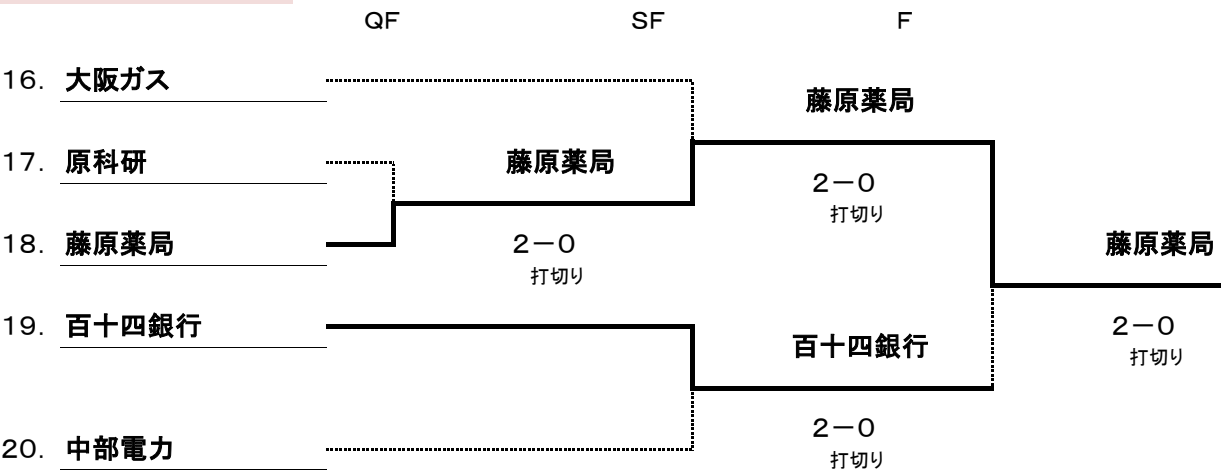 QF SF F
16. 大阪ガス
藤原薬局
17. 原科研
藤原薬局
2－0
打切り
18. 藤原薬局
2－0
打切り
藤原薬局
19. 百十四銀行
百十四銀行
2－0
打切り
20. 中部電力
2－0
打切り